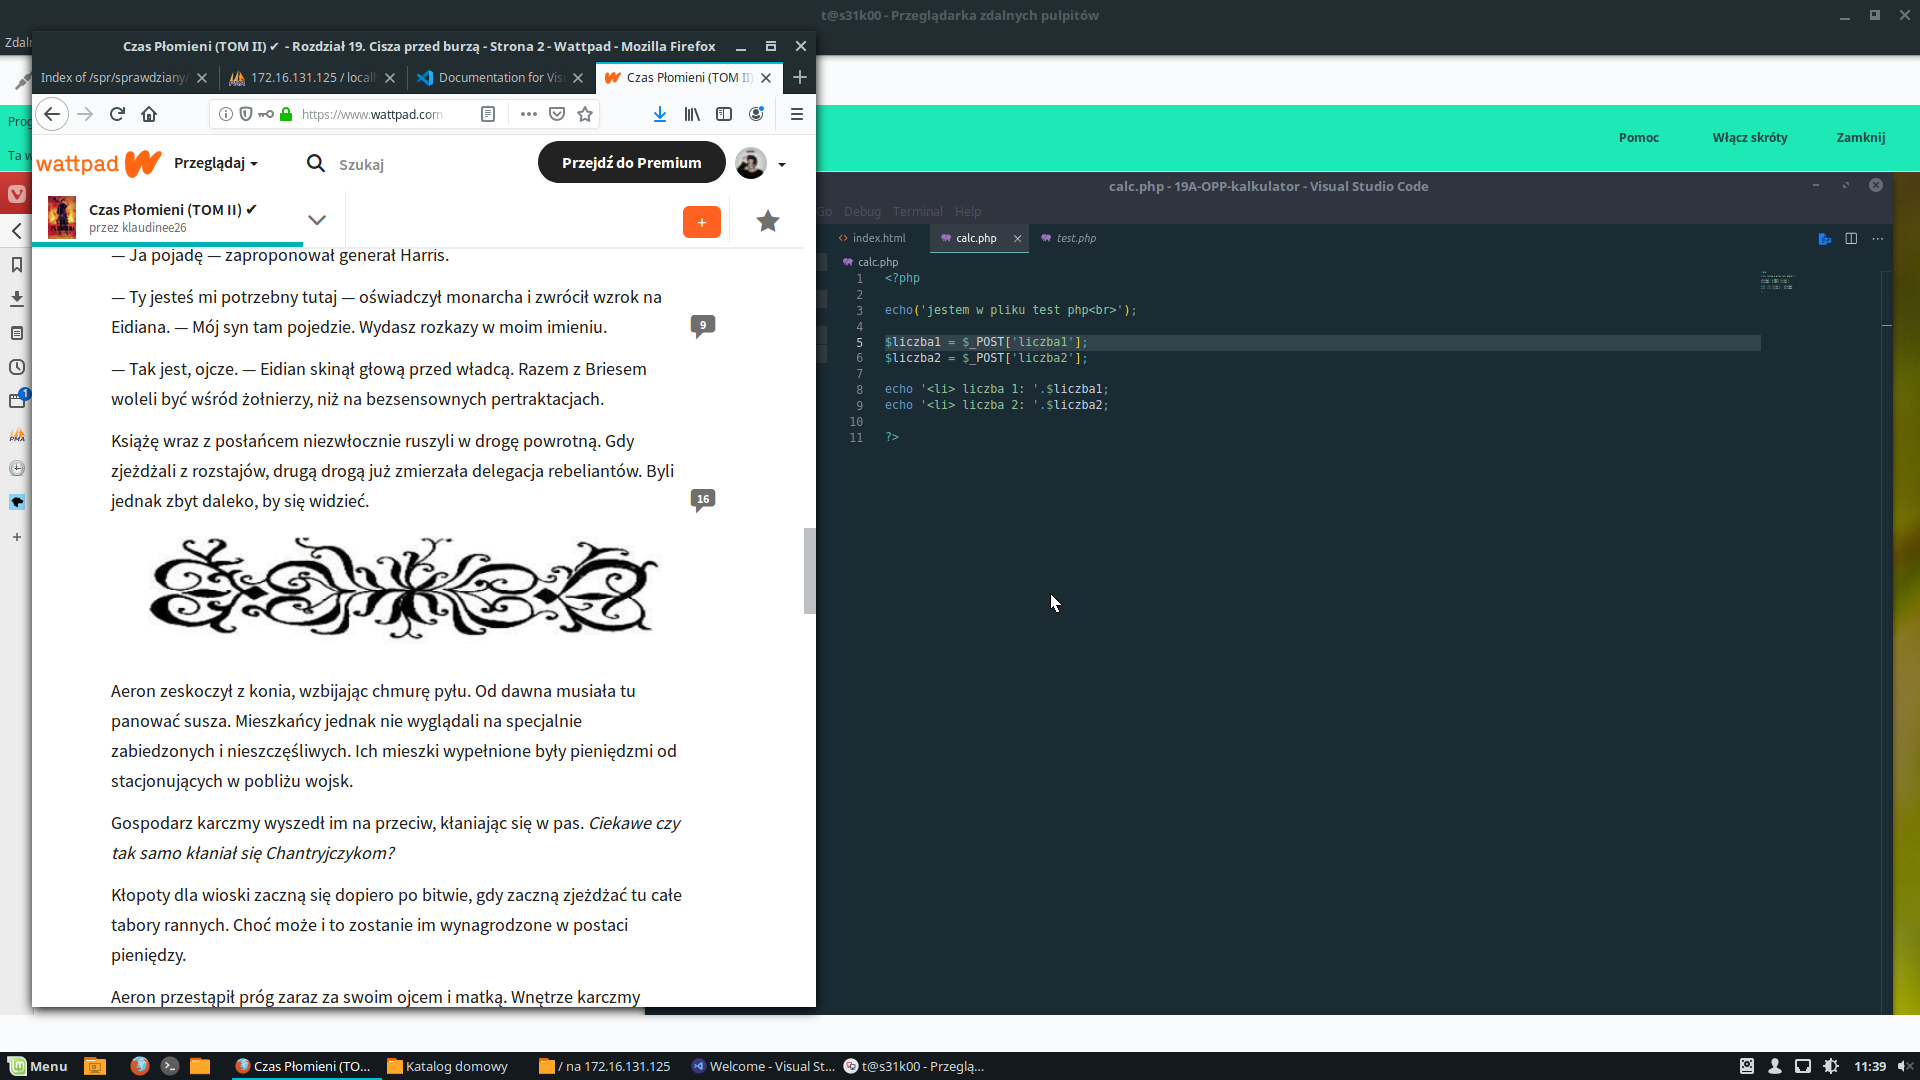 t@s31k00 - Przeglądarka zdalnych pulpitów
Czas Płomieni (TOM II) ✔ - Rozdział 19. Cisza przed burzą - Strona 2 - Wattpad - Mozilla Firefox
Index of /spr/sprawdziany/
172.16.131.125 / localh
Documentation for Vis
Czas Płomieni (TOM II)
https://www.wattpad.com
wattpad
Przeglądaj
Szukaj
Przejdź do Premium
Czas Płomieni (TOM II) ✔
przez klaudinee26
+
— Ja pojadę — zaproponował generał Harris.
— Ty jesteś mi potrzebny tutaj — oświadczył monarcha i zwrócił wzrok na
Eidiana. — Mój syn tam pojedzie. Wydasz rozkazy w moim imieniu.
9
— Tak jest, ojcze. — Eidian skinął głową przed władcą. Razem z Briesem
woleli być wśród żołnierzy, niż na bezsensownych pertraktacjach.
Książę wraz z posłańcem niezwłocznie ruszyli w drogę powrotną. Gdy
zjeżdżali z rozstajów, drugą drogą już zmierzała delegacja rebeliantów. Byli
jednak zbyt daleko, by się widzieć.
16
Aeron zeskoczył z konia, wzbijając chmurę pyłu. Od dawna musiała tu
panować susza. Mieszkańcy jednak nie wyglądali na specjalnie
zabiedzonych i nieszczęśliwych. Ich mieszki wypełnione były pieniędzmi od
stacjonujących w pobliżu wojsk.
Gospodarz karczmy wyszedł im na przeciw, kłaniając się w pas. Ciekawe czy
tak samo kłaniał się Chantryjczykom?
Kłopoty dla wioski zaczną się dopiero po bitwie, gdy zaczną zjeżdżać tu całe
tabory rannych. Choć może i to zostanie im wynagrodzone w postaci
pieniędzy.
Aeron przestąpił próg zaraz za swoim ojcem i matką. Wnętrze karczmy
Zdal
Prog
Ta w
1
PMA
Pomoc
Włącz skróty
Zamknij
calc.php - 19A-OPP-kalkulator - Visual Studio Code
Go Debug Terminal Help
index.html
calc.php
test.php
calc.php
1 <?php
2
3 echo('jestem w pliku test php<br>');
4
5 $liczba1 = $_POST['liczba1'];
6 $liczba2 = $_POST['liczba2'];
7
8 echo '<li> liczba 1: '.$liczba1;
9 echo '<li> liczba 2: '.$liczba2;
10
11 ?>
Menu
Czas Płomieni (TO...
Katalog domowy
/ na 172.16.131.125
Welcome - Visual St...
t@s31k00 - Przeglą...
11:39